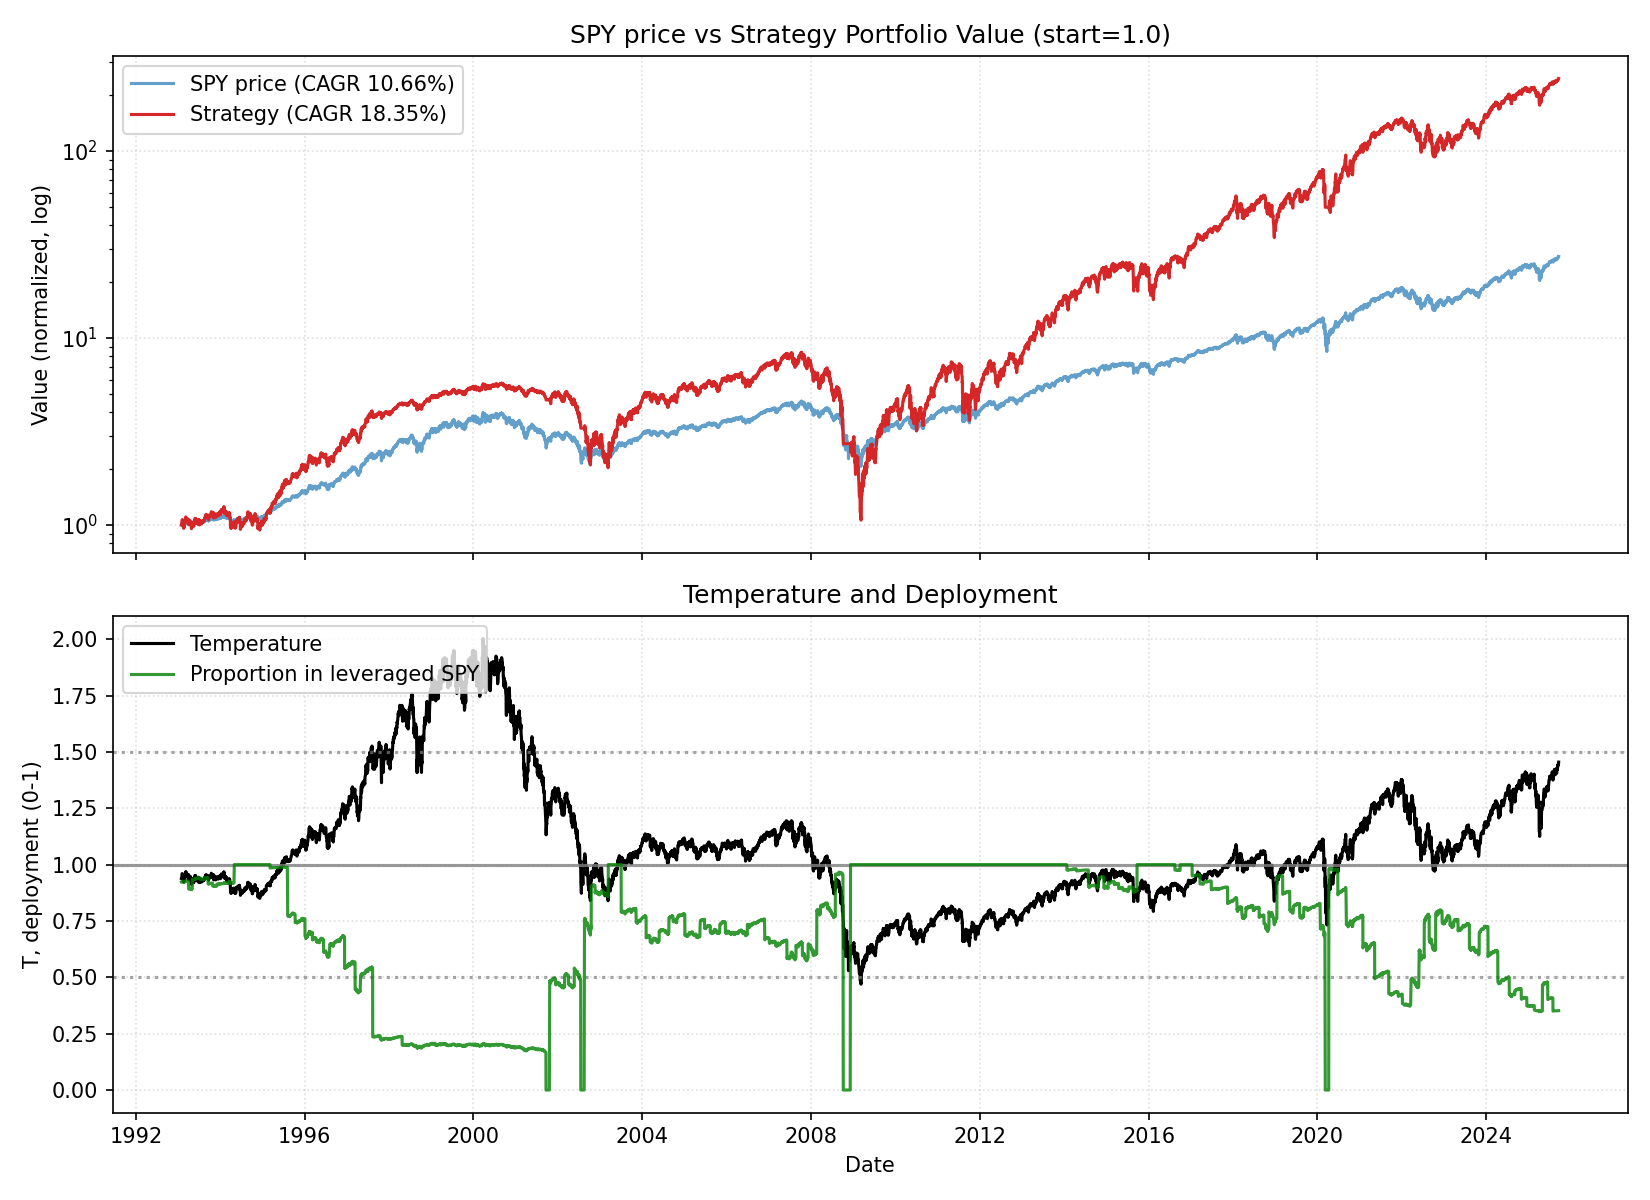 SPY price vs Strategy Portfolio Value (start=1.0)
SPY price (CAGR 10.66%)
Strategy (CAGR 18.35%)
Value (normalized, log)
10²
10¹
10⁰
Temperature and Deployment
Temperature
Proportion in leveraged SPY
T, deployment (0-1)
2.00
1.75
1.50
1.25
1.00
0.75
0.50
0.25
0.00
1992 1996 2000 2004 2008 2012 2016 2020 2024
Date